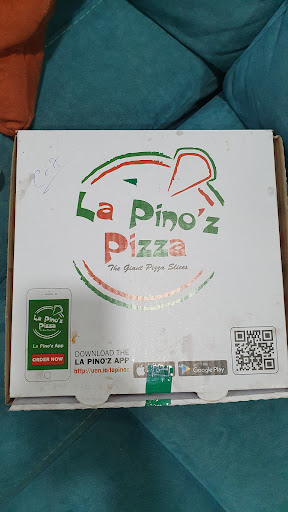 La Pino'z
Pizza
The Giant Pizza Slices
La Pino'z
Pizza
La Pino'z App
ORDER NOW
DOWNLOAD THE
LA PINO'Z APP
Google Play